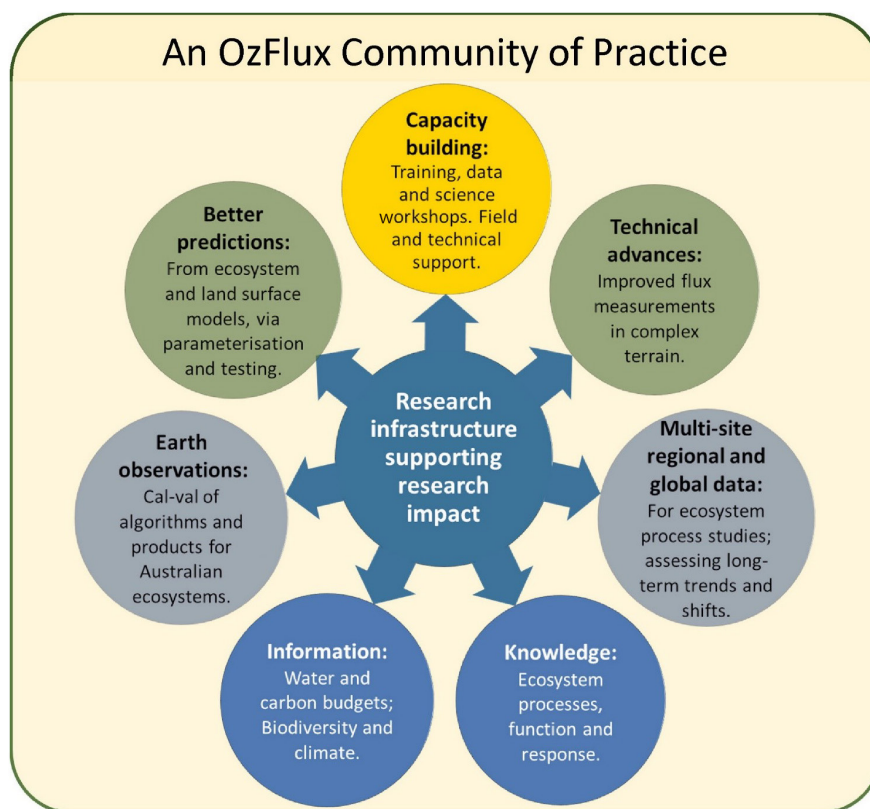 An OzFlux Community of Practice
Capacity
building:
Training, data
and science
workshops. Field
and technical
support.
Better
predictions:
From ecosystem
and land surface
models, via
parameterisation
and testing.
Technical
advances:
Improved flux
measurements
in complex
terrain.
Research
infrastructure
supporting
research
impact
Earth
observations:
Cal-val of
algorithms and
products for
Australian
ecosystems.
Multi-site
regional and
global data:
For ecosystem
process studies;
assessing long-
term trends and
shifts.
Information:
Water and
carbon budgets;
Biodiversity and
climate.
Knowledge:
Ecosystem
processes,
function and
response.